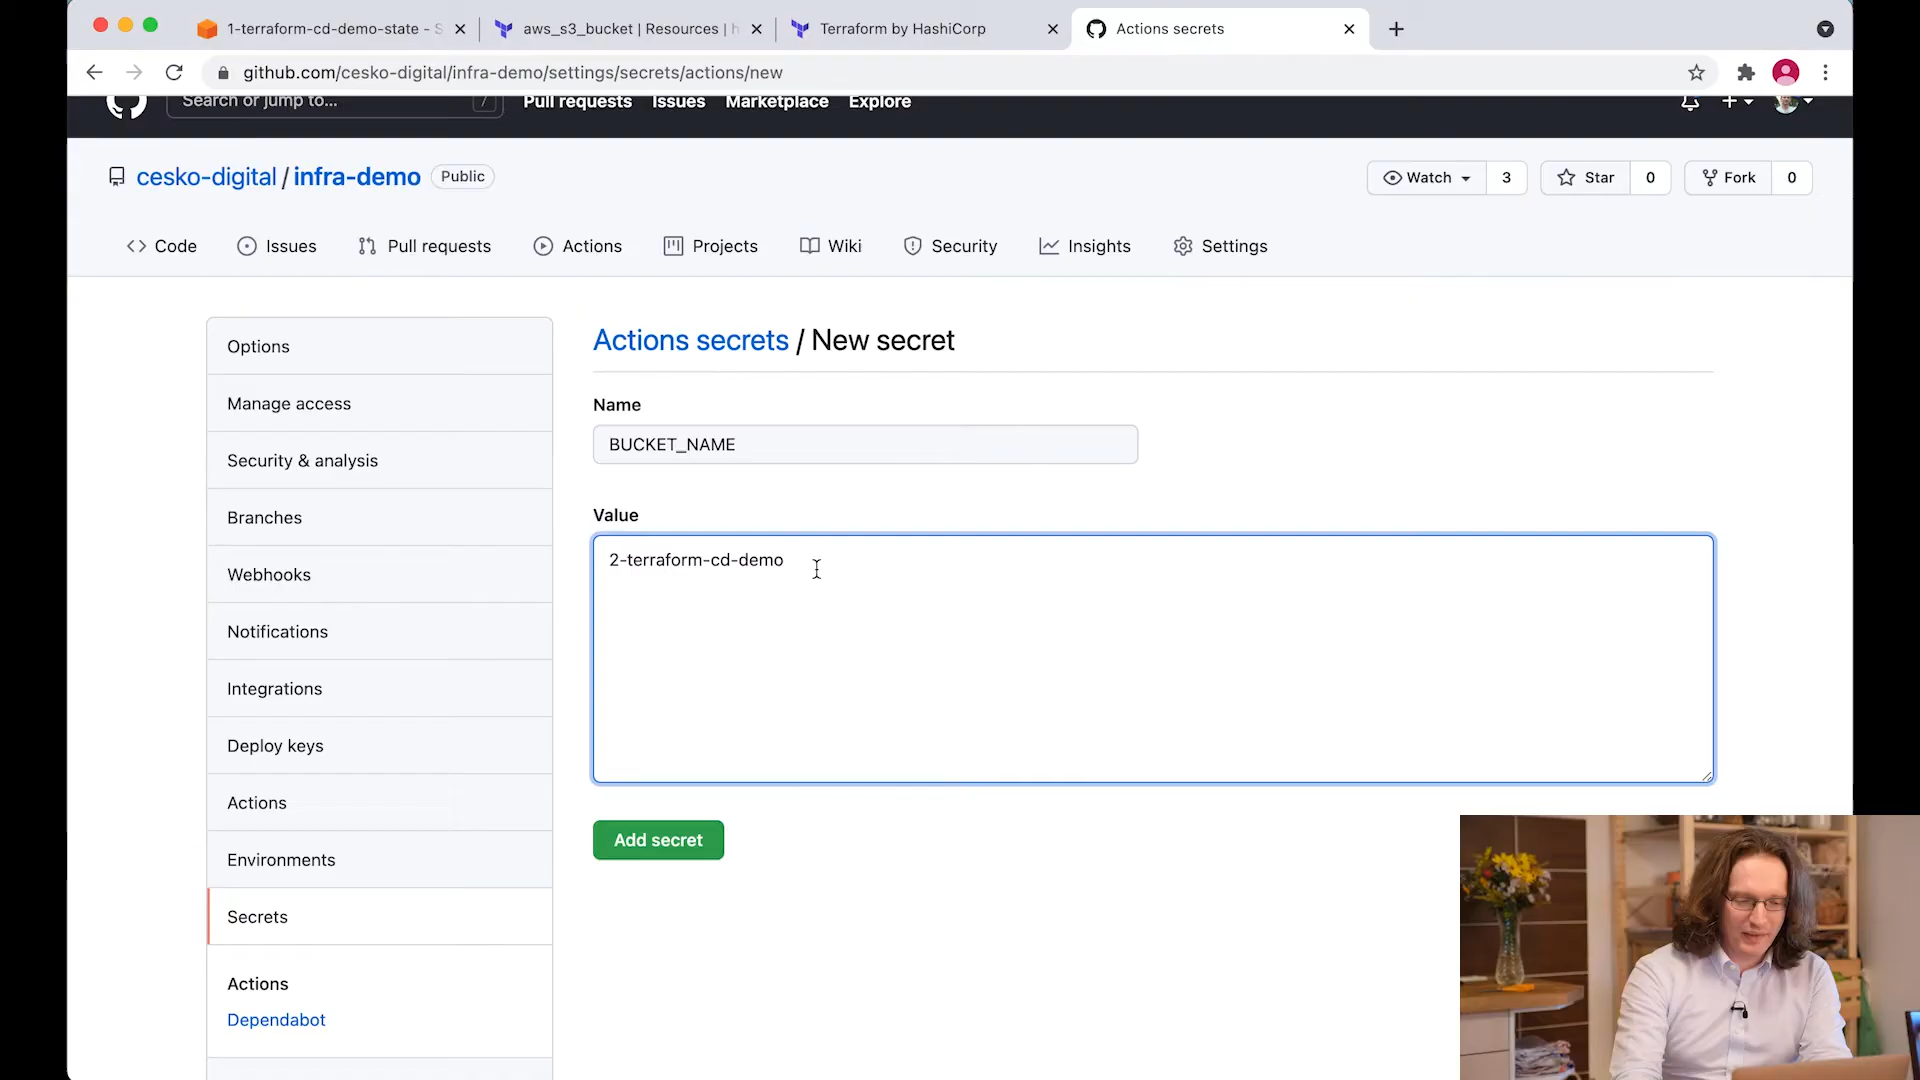 1-terraform-cd-demo-state - S
aws_s3_bucket | Resources | h
Terraform by HashiCorp
Actions secrets
github.com/cesko-digital/infra-demo/settings/secrets/actions/new
Search or jump to...
/
Pull requests
Issues
Marketplace
Explore
cesko-digital / infra-demo
Public
Watch
3
Star
0
Fork
0
Code
Issues
Pull requests
Actions
Projects
Wiki
Security
Insights
Settings
Options
Manage access
Security & analysis
Branches
Webhooks
Notifications
Integrations
Deploy keys
Actions
Environments
Secrets
Actions
Dependabot
Actions secrets / New secret
Name
BUCKET_NAME
Value
2-terraform-cd-demo
Add secret